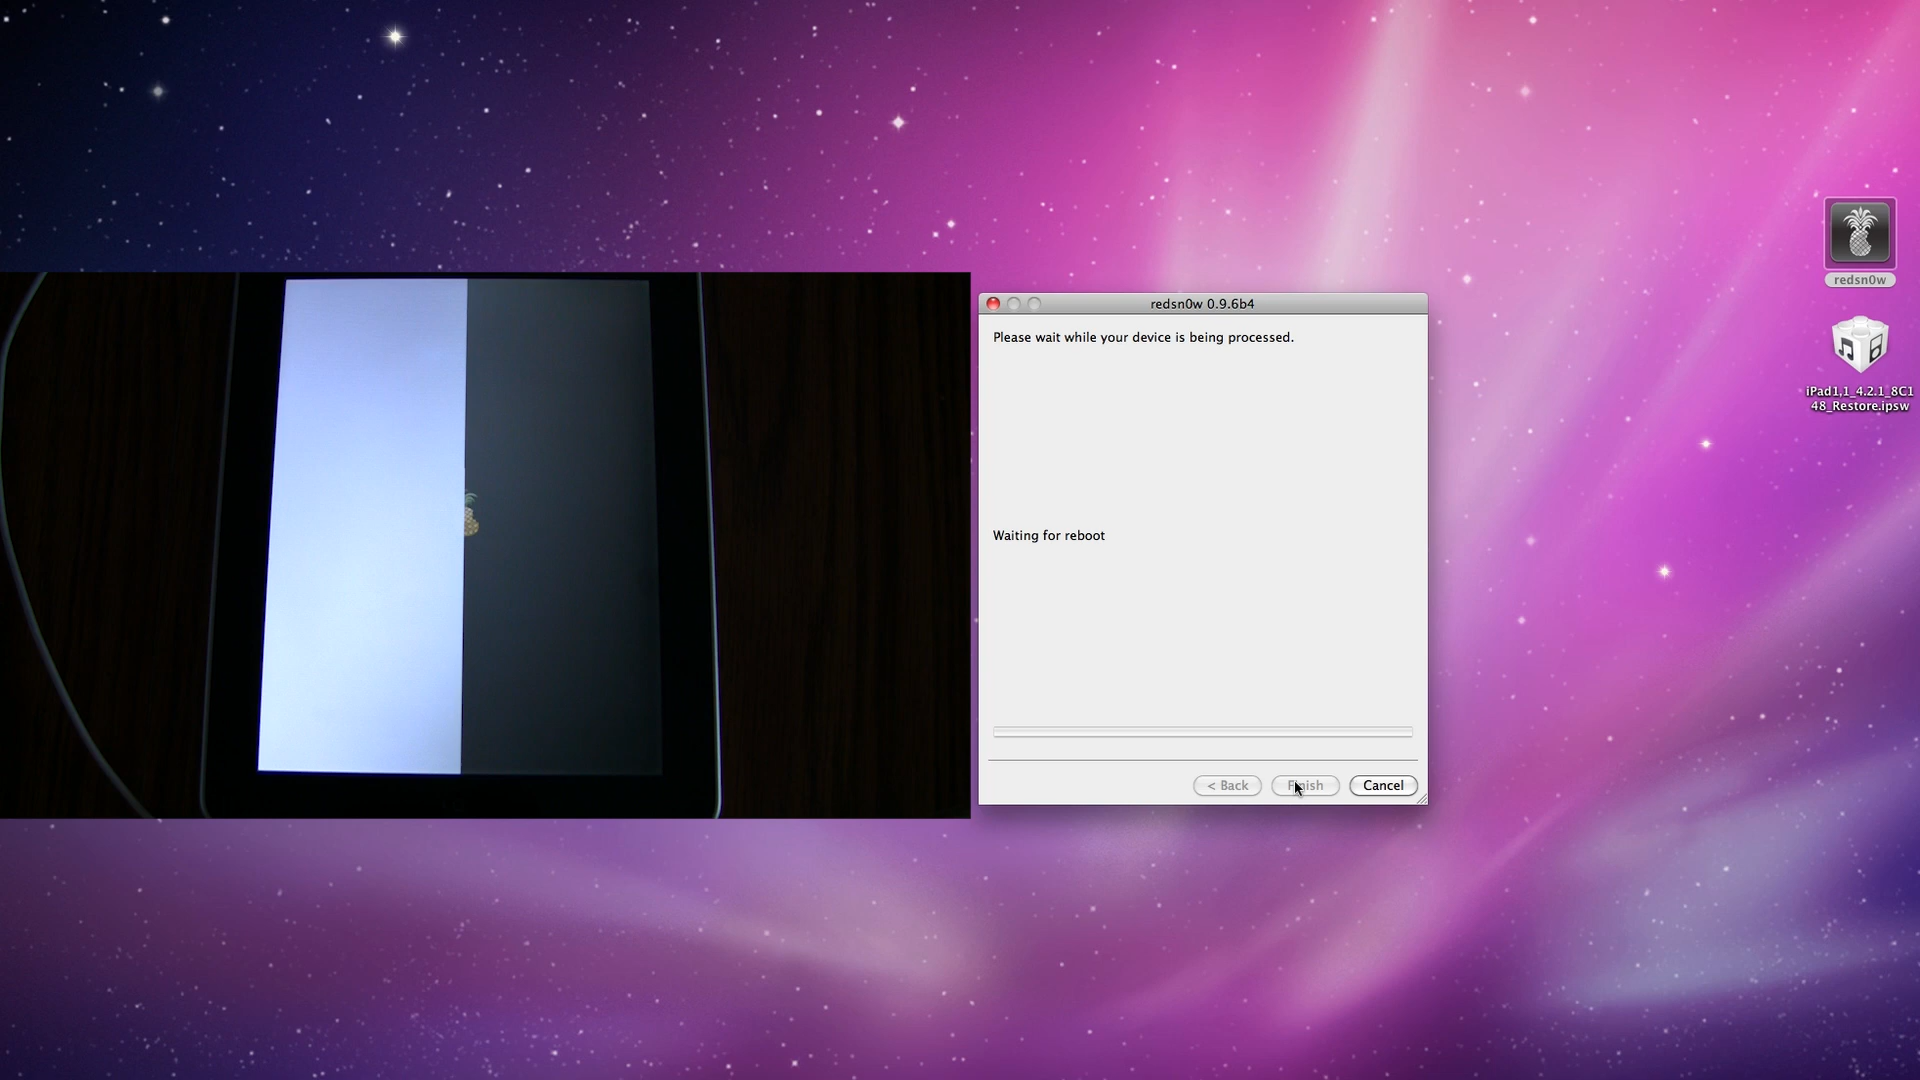 redsn0w
iPad1,1_4.2.1_8C1
48_Restore.ipsw
redsn0w 0.9.6b4
Please wait while your device is being processed.
Waiting for reboot
< Back
Finish
Cancel